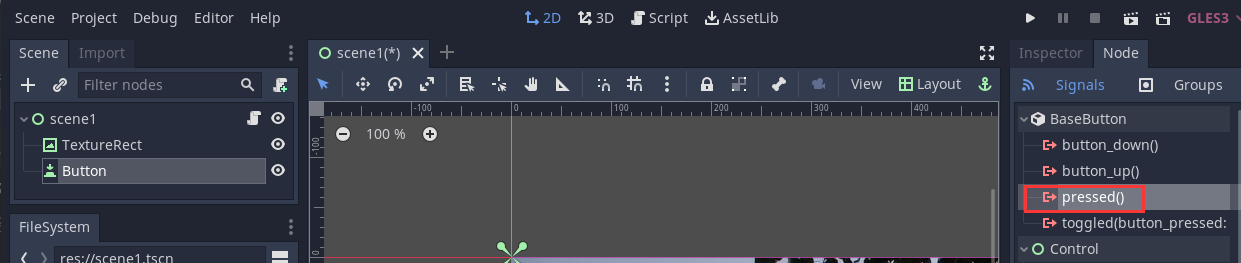 Scene Project Debug Editor Help 2D 3D Script AssetLib GLES3
Scene Import scene1(*) Inspector Node
Filter nodes View Layout Signals Groups
-100 0 100 200 300 400
scene1
TextureRect
Button
100 %
-100
0
BaseButton
button_down()
button_up()
pressed()
toggled(button_pressed:
Control
FileSystem
res://scene1.tscn